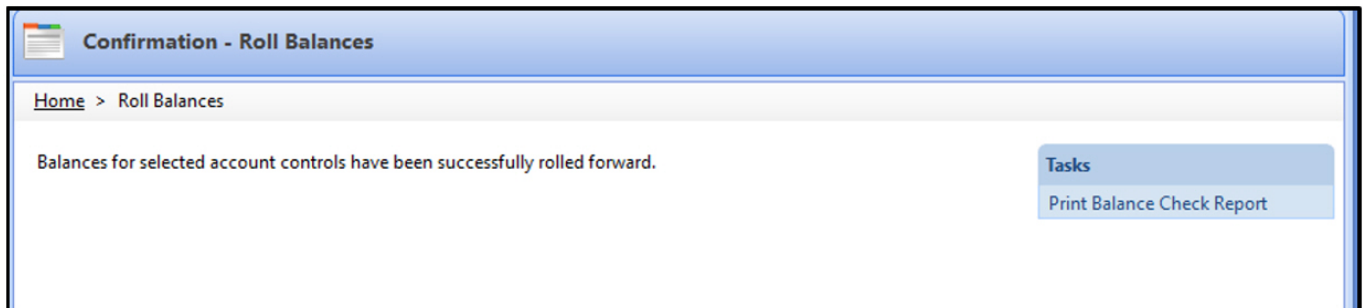 Confirmation - Roll Balances
Home > Roll Balances
Balances for selected account controls have been successfully rolled forward.
Tasks
Print Balance Check Report